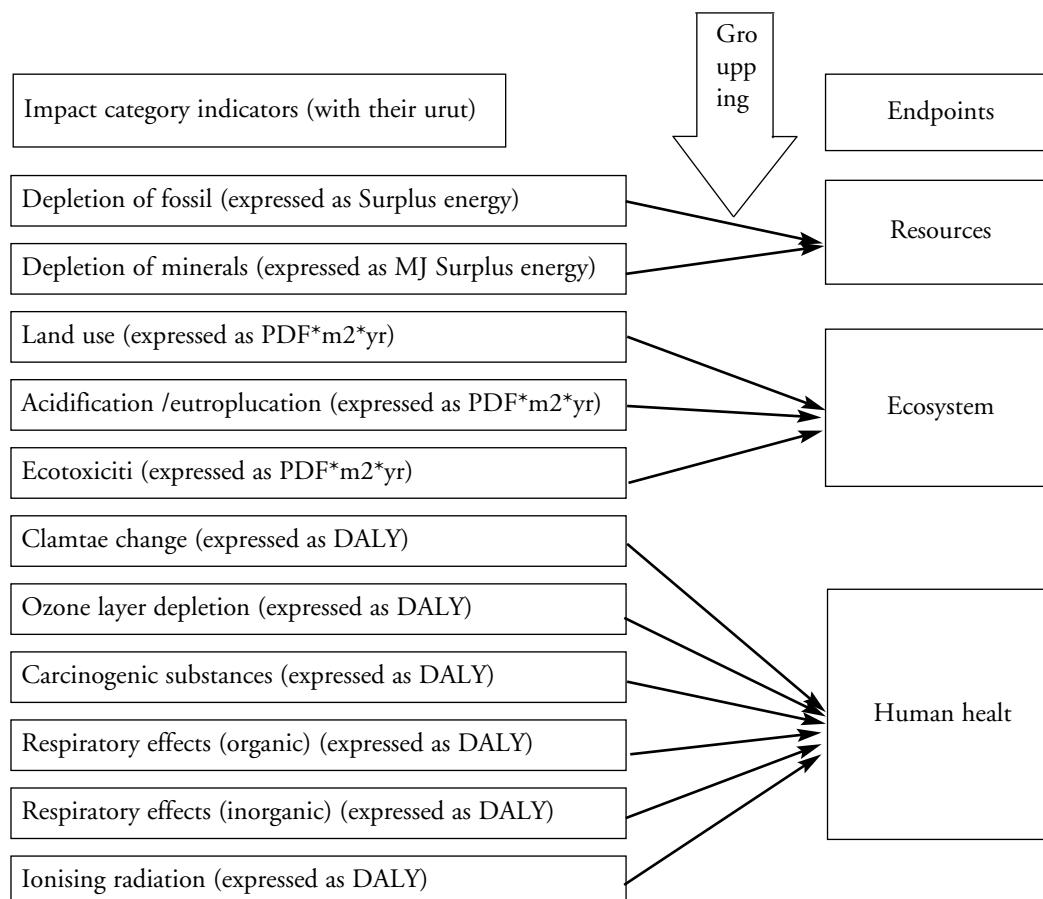 Gro
upp
ing
Impact category indicators (with their urut)
Endpoints
Depletion of fossil (expressed as Surplus energy)
Resources
Depletion of minerals (expressed as MJ Surplus energy)
Land use (expressed as PDF*m2*yr)
Acidification /eutroplucation (expressed as PDF*m2*yr)
Ecosystem
Ecotoxiciti (expressed as PDF*m2*yr)
Clamtae change (expressed as DALY)
Ozone layer depletion (expressed as DALY)
Carcinogenic substances (expressed as DALY)
Human healt
Respiratory effects (organic) (expressed as DALY)
Respiratory effects (inorganic) (expressed as DALY)
Ionising radiation (expressed as DALY)